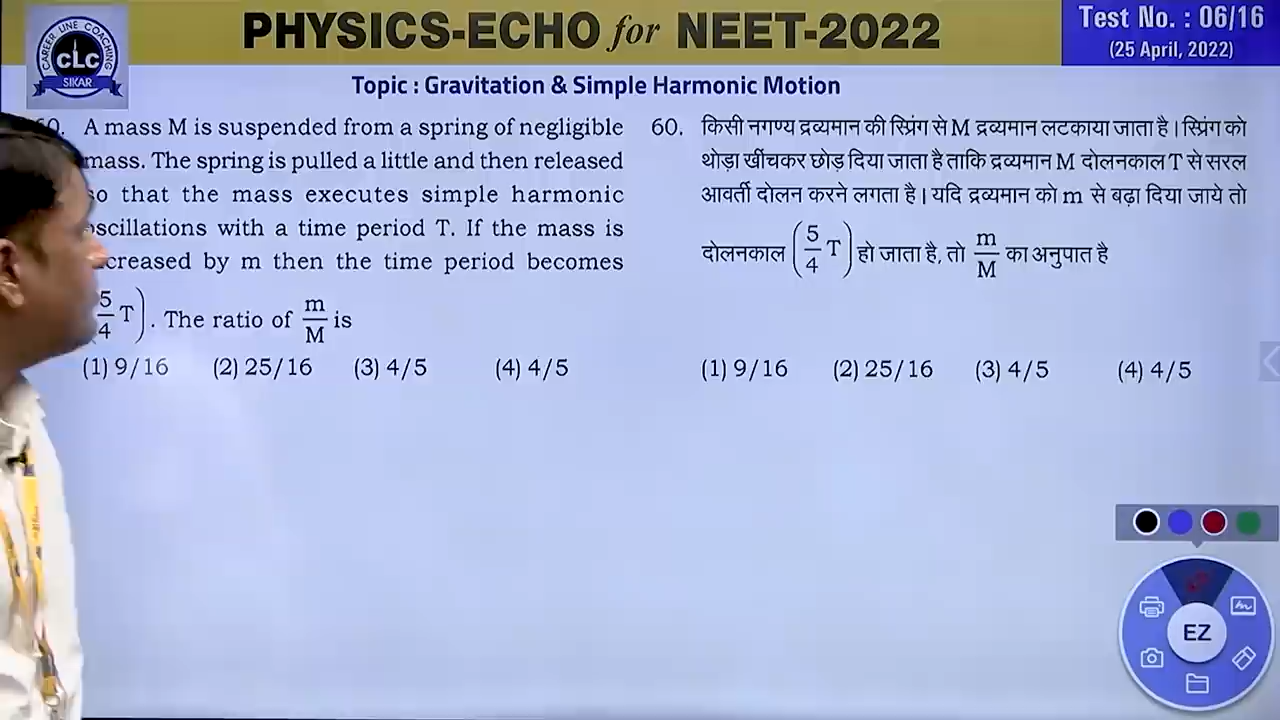 PHYSICS-ECHO for NEET-2022
Test No. : 06/16
(25 April, 2022)
CAREER LINE COACHING
CLC
SIKAR
Topic : Gravitation & Simple Harmonic Motion
60. A mass M is suspended from a spring of negligible
mass. The spring is pulled a little and then released
so that the mass executes simple harmonic
oscillations with a time period T. If the mass is
creased by m then the time period becomes
(5/4 T). The ratio of m/M is
(1) 9/16 (2) 25/16 (3) 4/5 (4) 4/5
60. किसी नगण्य द्रव्यमान की स्प्रिंग से M द्रव्यमान लटकाया जाता है। स्प्रिंग को
थोड़ा खींचकर छोड़ दिया जाता है ताकि द्रव्यमान M दोलनकाल T से सरल
आवर्ती दोलन करने लगता है। यदि द्रव्यमान को m से बढ़ा दिया जाये तो
दोलनकाल (5/4 T) हो जाता है, तो m/M का अनुपात है
(1) 9/16 (2) 25/16 (3) 4/5 (4) 4/5
EZ